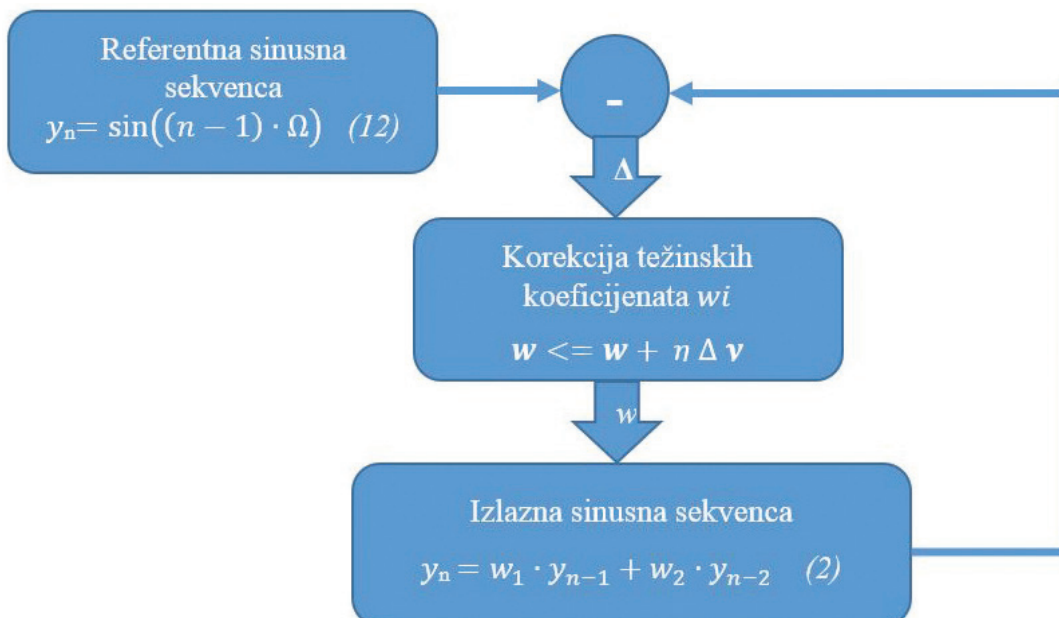 Referentna sinusna
sekvenca
yₙ= sin((n − 1) · Ω) (12)
-
Δ
Korekcija težinskih
koeficijenata wi
w <= w + n Δ v
w
Izlazna sinusna sekvenca
yₙ = w₁ · yₙ₋₁ + w₂ · yₙ₋₂ (2)